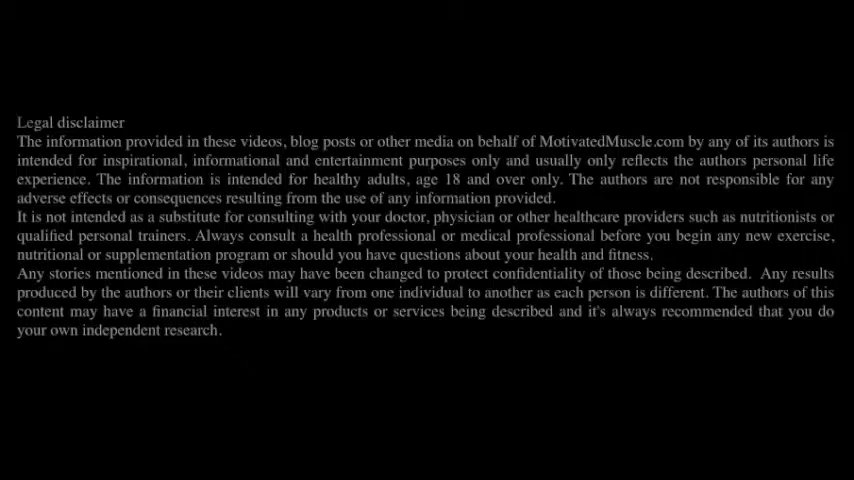 Legal disclaimer
The information provided in these videos, blog posts or other media on behalf of MotivatedMuscle.com by any of its authors is
intended for inspirational, informational and entertainment purposes only and usually only reflects the authors personal life
experience. The information is intended for healthy adults, age 18 and over only. The authors are not responsible for any
adverse effects or consequences resulting from the use of any information provided.
It is not intended as a substitute for consulting with your doctor, physician or other healthcare providers such as nutritionists or
qualified personal trainers. Always consult a health professional or medical professional before you begin any new exercise,
nutritional or supplementation program or should you have questions about your health and fitness.
Any stories mentioned in these videos may have been changed to protect confidentiality of those being described. Any results
produced by the authors or their clients will vary from one individual to another as each person is different. The authors of this
content may have a financial interest in any products or services being described and it's always recommended that you do
your own independent research.